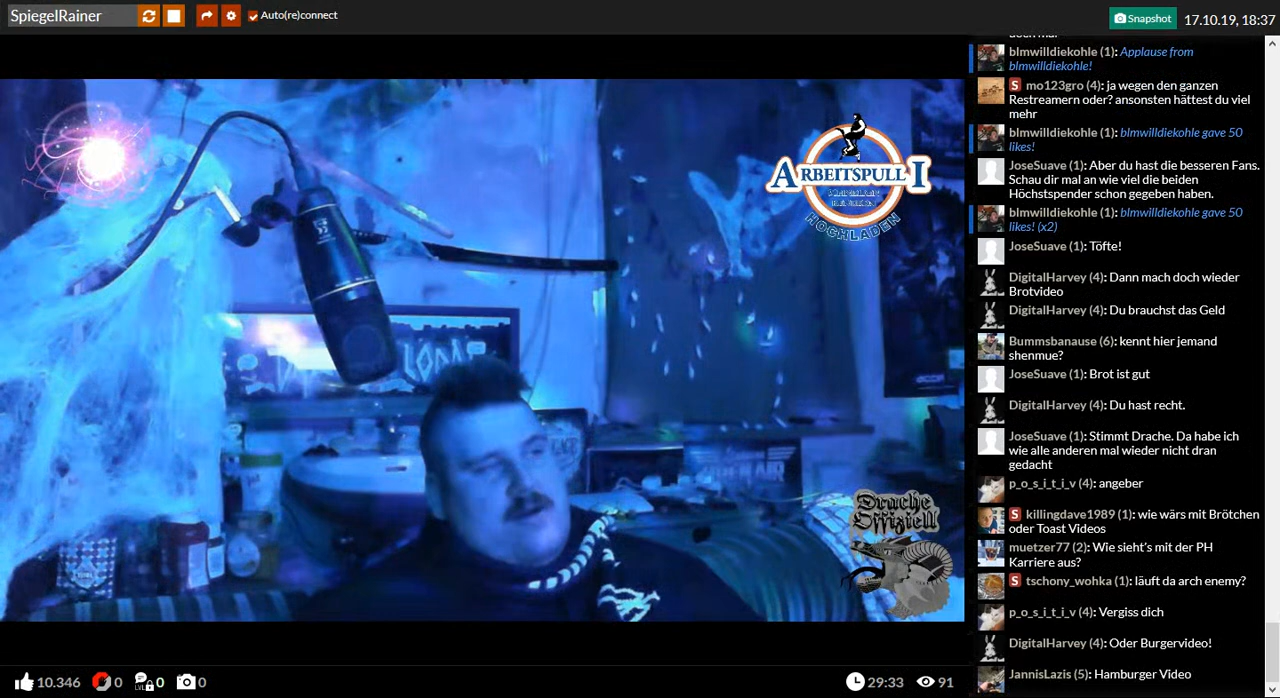 SpiegelRainer
Auto(re)connect
Snapshot
17.10.19, 18:37
ARBEITSPULLI
HOCHLADEN
Drache
Offiziell
10.346
0
LVL
0
0
29:33
91
blmwilldiekohle (1): Applause from
blmwilldiekohle!
S mo123gro (4): ja wegen den ganzen
Restreamern oder? ansonsten hättest du viel
mehr
blmwilldiekohle (1): blmwilldiekohle gave 50
likes!
JoseSuave (1): Aber du hast die besseren Fans.
Schau dir mal an wie viel die beiden
Höchstspender schon gegeben haben.
blmwilldiekohle (1): blmwilldiekohle gave 50
likes! (x2)
JoseSuave (1): Töfte!
DigitalHarvey (4): Dann mach doch wieder
Brotvideo
DigitalHarvey (4): Du brauchst das Geld
Bummsbanause (6): kennt hier jemand
shenmue?
JoseSuave (1): Brot ist gut
DigitalHarvey (4): Du hast recht.
JoseSuave (1): Stimmt Drache. Da habe ich
wie alle anderen mal wieder nicht dran
gedacht
p_o_s_i_t_i_v (4): angeber
S killingdave1989 (1): wie wärs mit Brötchen
oder Toast Videos
muetzer77 (2): Wie sieht's mit der PH
Karriere aus?
S tschony_wohka (1): läuft da arch enemy?
p_o_s_i_t_i_v (4): Vergiss dich
DigitalHarvey (4): Oder Burgervideo!
JannisLazis (5): Hamburger Video